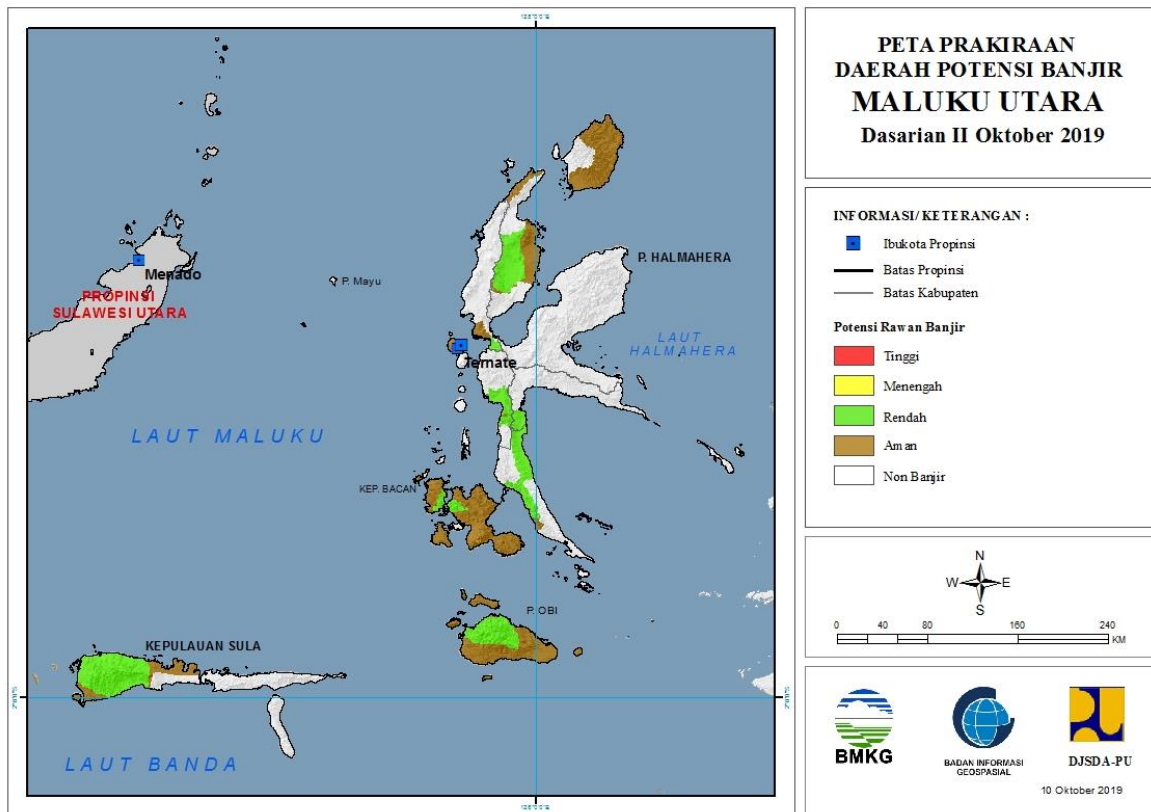 PETA PRAKIRAAN
DAERAH POTENSI BANJIR
MALUKU UTARA
Dasarian II Oktober 2019
INFORMASI/ KETERANGAN :
Ibukota Propinsi
Batas Propinsi
Batas Kabupaten
Potensi Rawan Banjir
Tinggi
Menengah
Rendah
Aman
Non Banjir
N
W E
S
0 40 80 160 240
KM
BMKG
BADAN INFORMASI
GEOSPASIAL
DJSDA-PU
10 Oktober 2019
Menado
PROPINSI
SULAWESI UTARA
P. Mayu
P. HALMAHERA
LAUT
HALMAHERA
Ternate
LAUT MALUKU
KEP. BACAN
P. OBI
KEPULAUAN SULA
LAUT BANDA